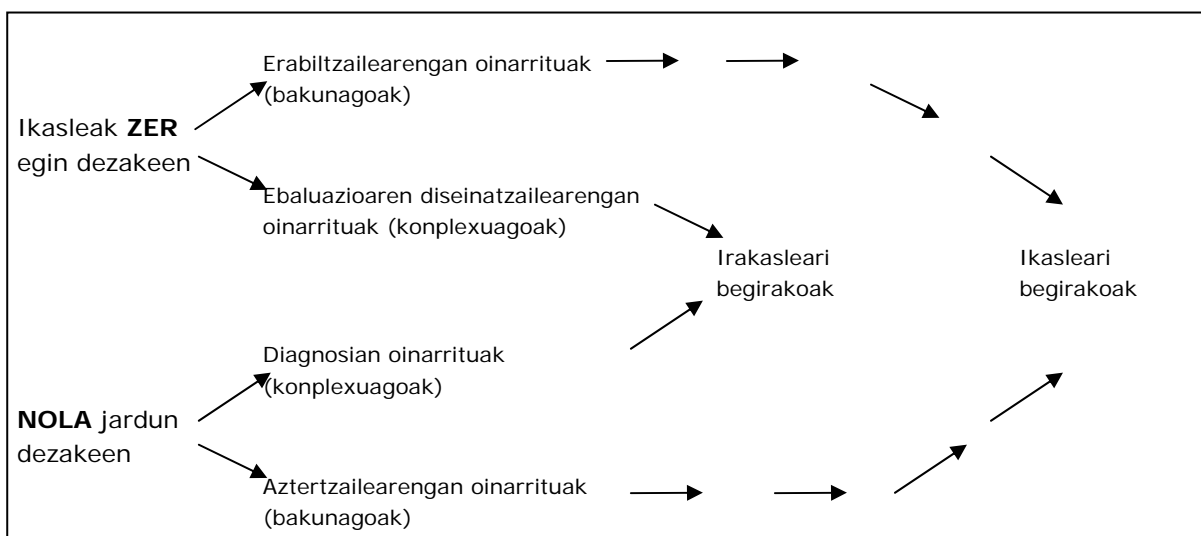 Erabiltzailearengan oinarrituak
(bakunagoak)
Ikasleak ZER
egin dezakeen
Ebaluazioaren diseinatzailearengan
oinarrituak (konplexuagoak)
Irakasleari
begirakoak
Ikasleari
begirakoak
Diagnosian oinarrituak
(konplexuagoak)
NOLA jardun
dezakeen
Aztertzailearengan oinarrituak
(bakunagoak)